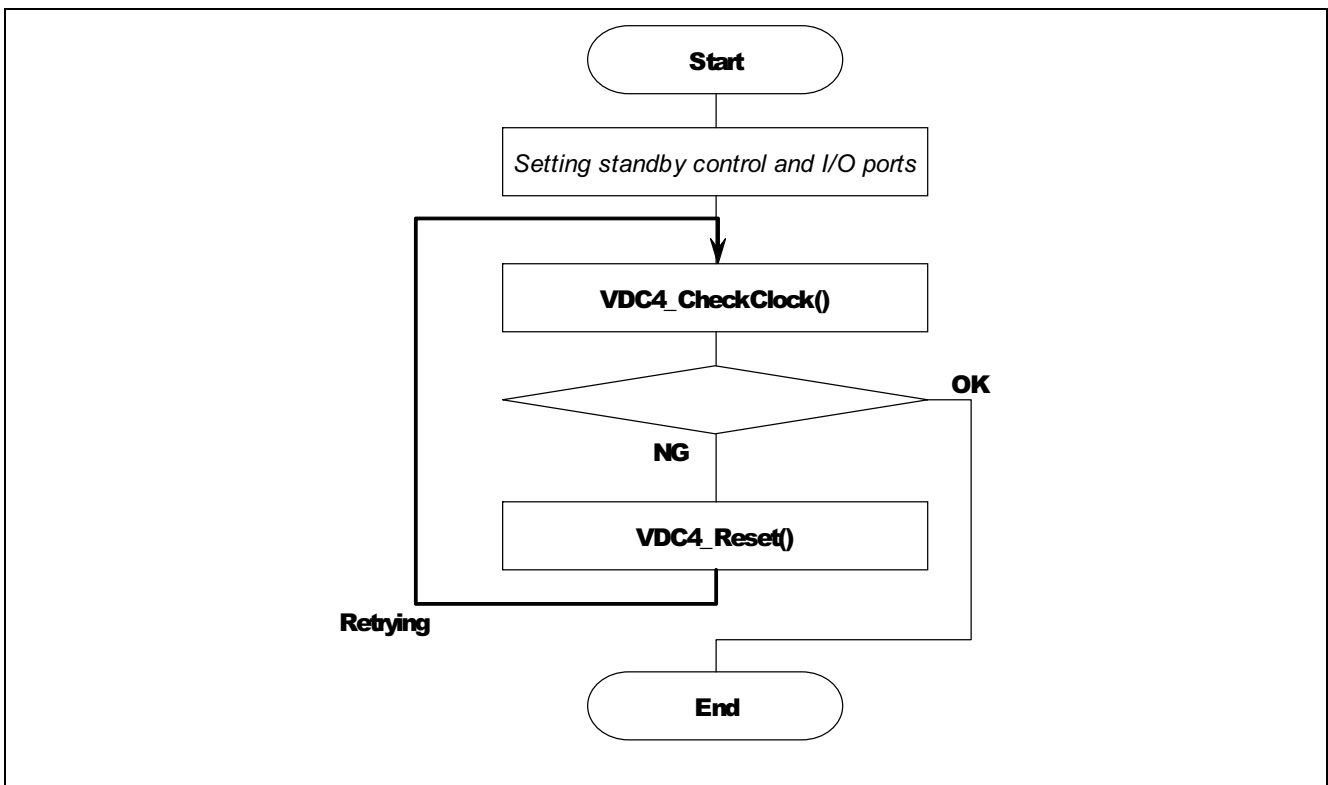 Start
Setting standby control and I/O ports
VDC4_CheckClock()
OK
NG
VDC4_Reset()
Retrying
End